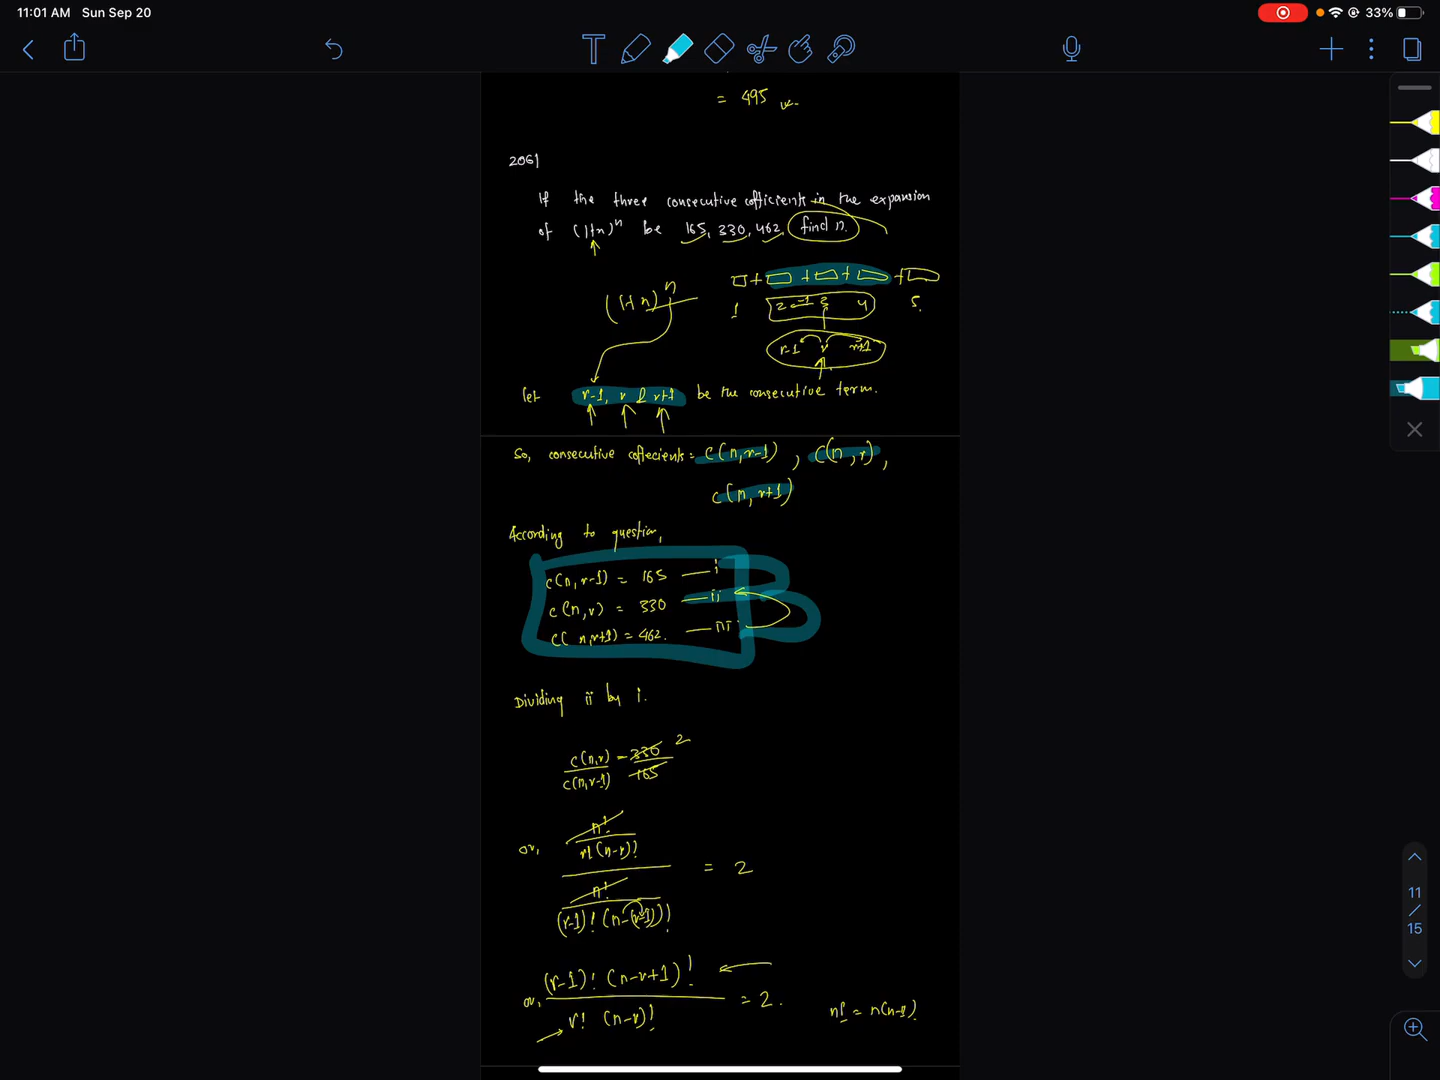 11:01 AM Sun Sep 20
33%
= 495
2061
If the three consecutive cofficients in the expansion
of (1+x)ⁿ be 165, 330, 462, find n.
□ + □ + □ + □ + □
(1+x)ⁿ
1 2 -1 3 4 5.
r-1 r r+1
let r-1, r & r+1 be the consecutive term.
So, consecutive coffecients = C(n, r-1), C(n, r),
C(n, r+1)
According to question,
C(n, r-1) = 165 — i
C(n, r) = 330 — ii
C(n, r+1) = 462. — iii
Dividing ii by i.
C(n,r)/C(n,r-1) = 330/165 2
or, (n!/(r!(n-r)!))/(n!/((r-1)!(n-(r-1))!)) = 2
or, ((r-1)! (n-r+1)!)/(r! (n-r)!) = 2.
n! = n(n-1)!
11
/
15